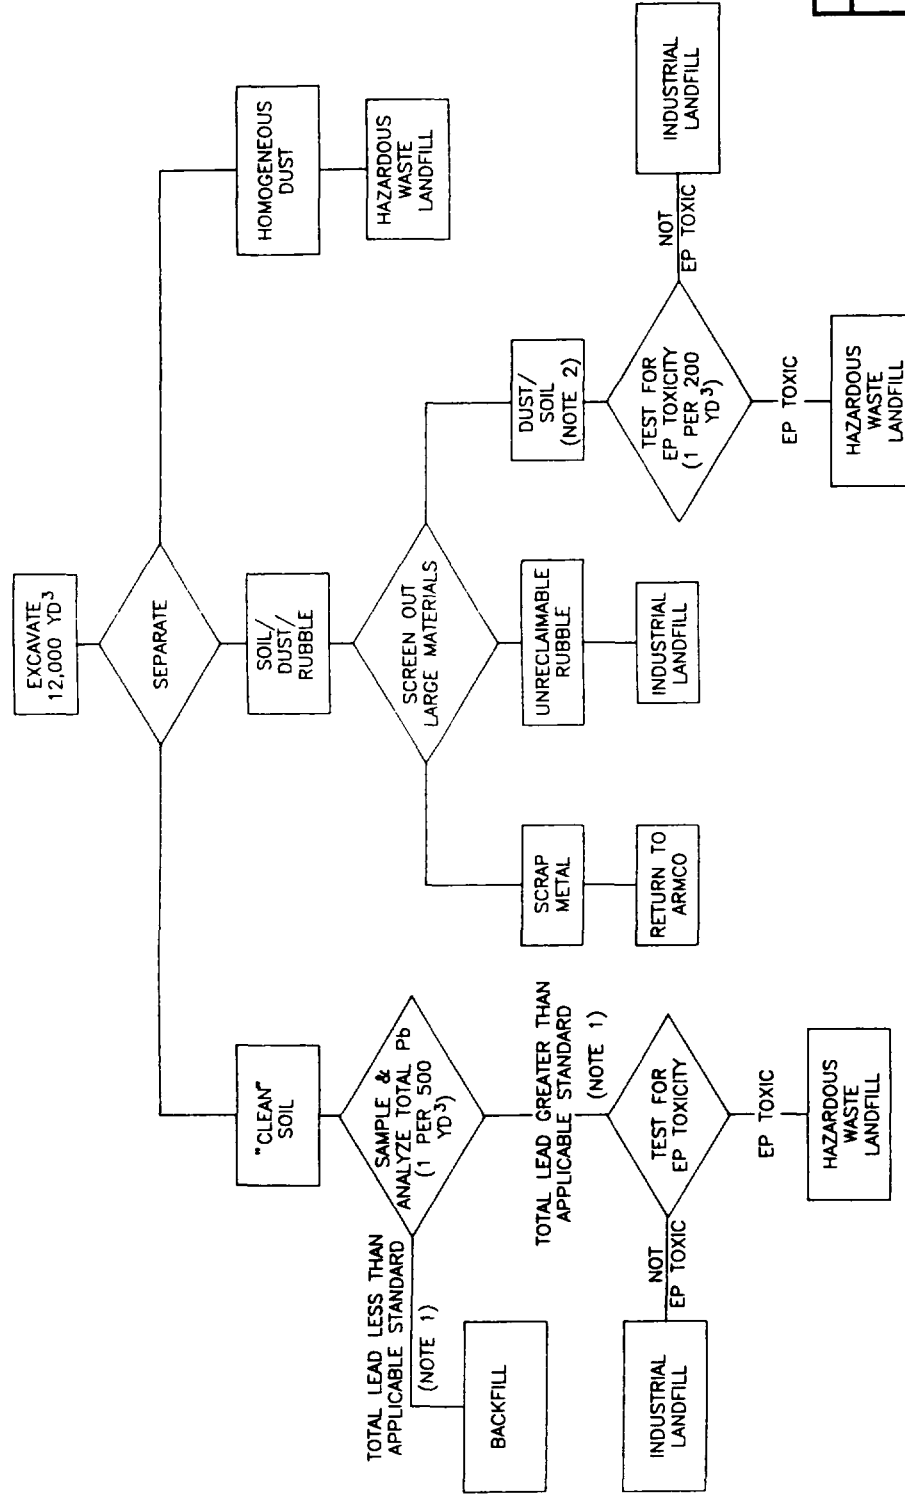 EXCAVATE
12,000 YD³
SEPARATE
"CLEAN"
SOIL
SOIL/
DUST/
RUBBLE
HOMOGENEOUS
DUST
HAZARDOUS
WASTE
LANDFILL
SAMPLE &
ANALYZE TOTAL Pb
(1 PER 500
YD³)
TOTAL LEAD LESS THAN
APPLICABLE STANDARD
(NOTE 1)
BACKFILL
TOTAL LEAD GREATER THAN
APPLICABLE STANDARD
(NOTE 1)
TEST FOR
EP TOXICITY
NOT
EP TOXIC
INDUSTRIAL
LANDFILL
EP TOXIC
HAZARDOUS
WASTE
LANDFILL
SCREEN OUT
LARGE MATERIALS
SCRAP
METAL
RETURN TO
ARMCO
UNRECLAIMABLE
RUBBLE
INDUSTRIAL
LANDFILL
DUST/
SOIL
(NOTE 2)
TEST FOR
EP TOXICITY
(1 PER 200
YD³)
NOT
EP TOXIC
INDUSTRIAL
LANDFILL
EP TOXIC
HAZARDOUS
WASTE
LANDFILL